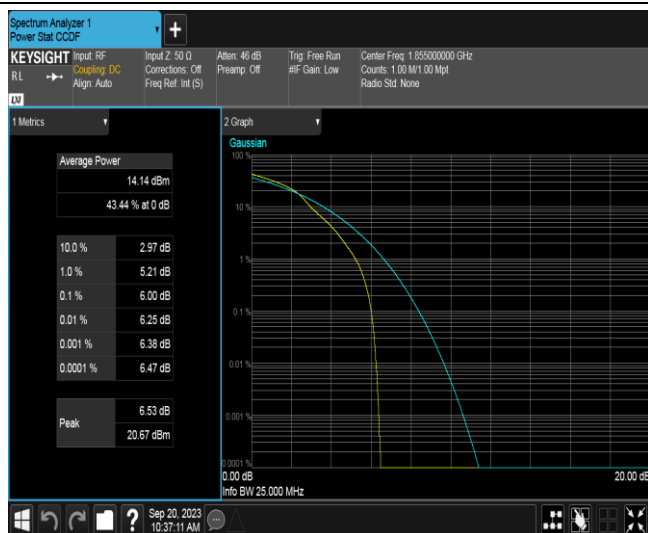 Spectrum Analyzer 1
Power Stat CCDF
+
KEYSIGHT Input: RF Input Z: 50 Ω Atten: 46 dB Trig: Free Run Center Freq: 1.855000000 GHz
RL Coupling: DC Corrections: Off Preamp: Off #IF Gain: Low Counts: 1.00 M/1.00 Mpt
Align: Auto Freq Ref: Int (S) Radio Std: None
LXI
1 Metrics 2 Graph
Gaussian
Average Power
14.14 dBm
43.44 % at 0 dB
10.0 % 2.97 dB
1.0 % 5.21 dB
0.1 % 6.00 dB
0.01 % 6.25 dB
0.001 % 6.38 dB
0.0001 % 6.47 dB
Peak 6.53 dB
20.67 dBm
100 %
10 %
1 %
0.1 %
0.01 %
0.001 %
0.0001 %
0.00 dB 20.00 dB
Info BW 25.000 MHz
? Sep 20, 2023
10:37:11 AM